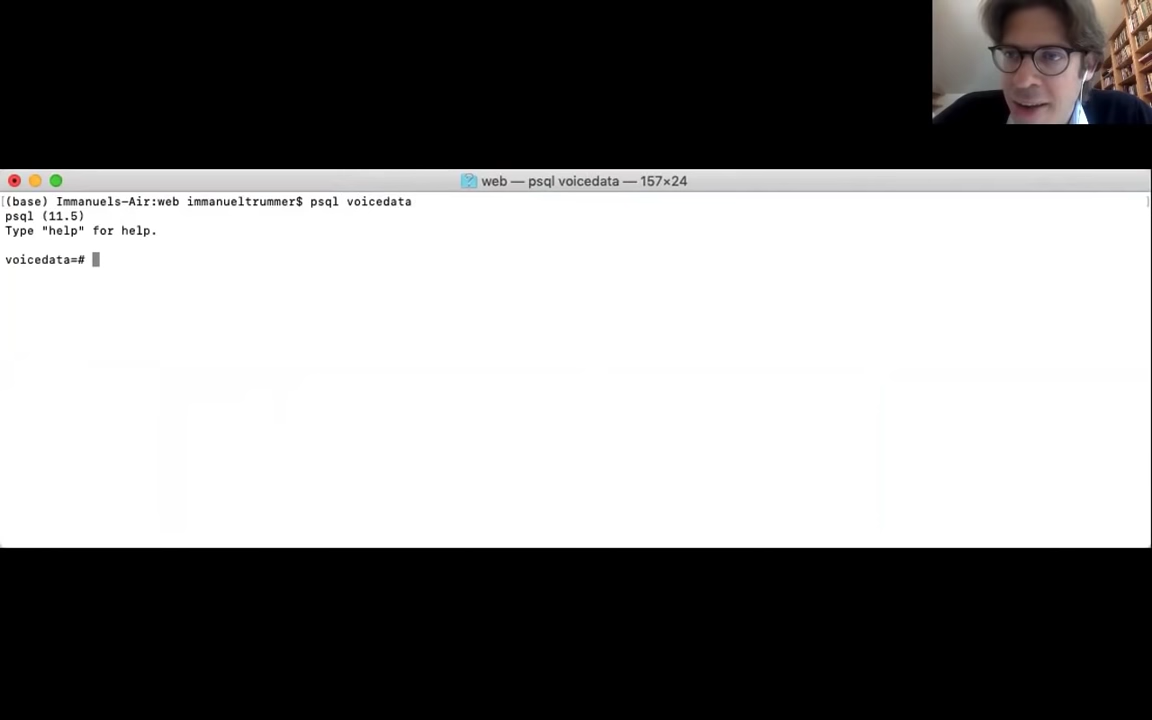 web — psql voicedata — 157×24
[(base) Immanuels-Air:web immanueltrummer$ psql voicedata ]
psql (11.5)
Type "help" for help.
voicedata=#